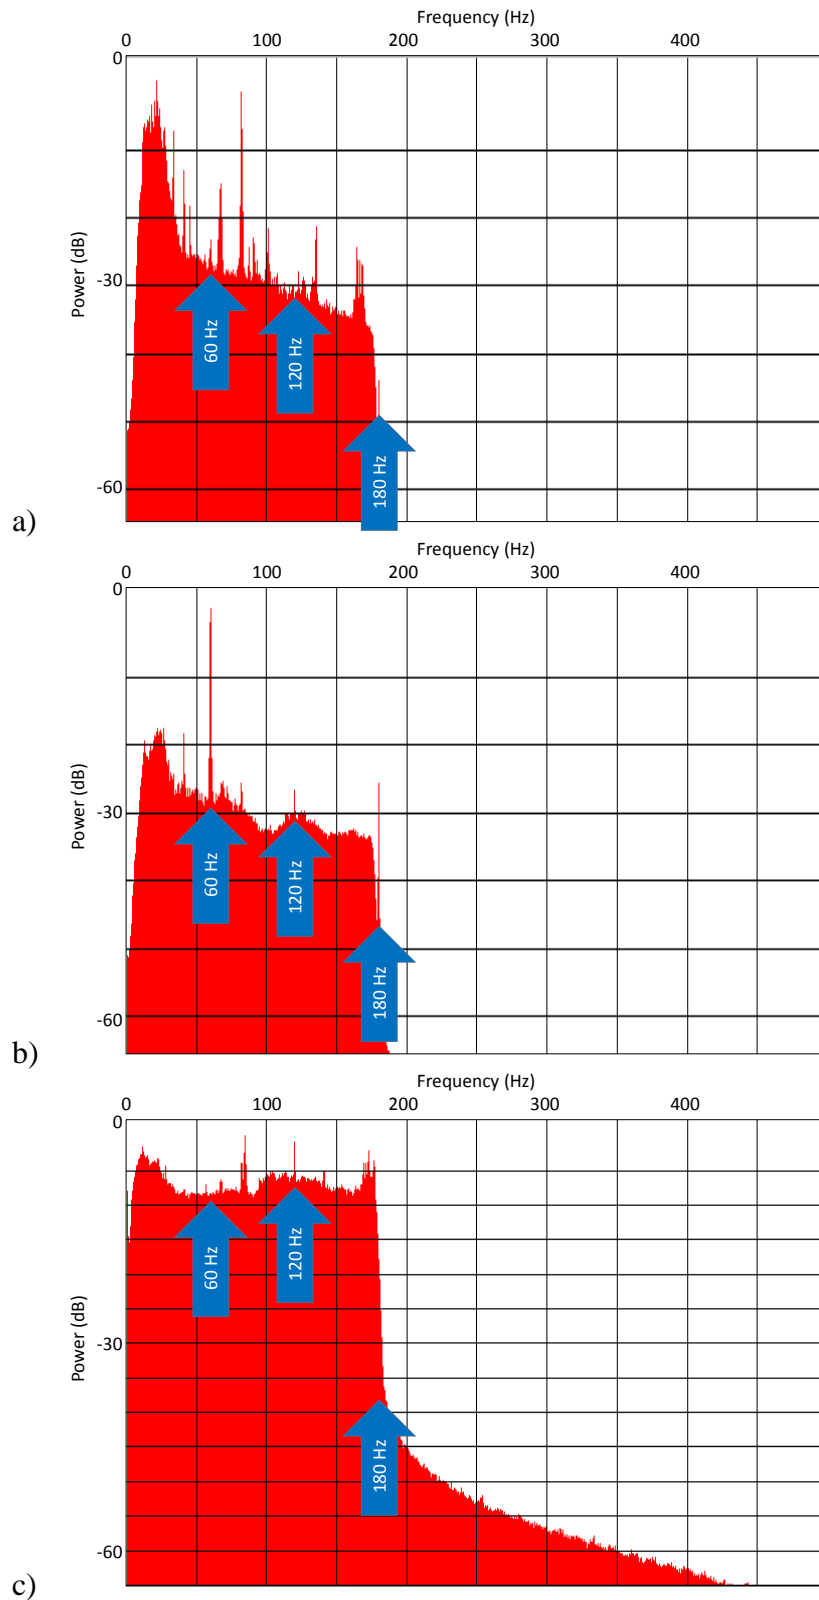 Frequency (Hz)
0 100 200 300 400
0
-30
-60
Power (dB)
60 Hz
120 Hz
180 Hz
a)
Frequency (Hz)
0 100 200 300 400
0
-30
-60
Power (dB)
60 Hz
120 Hz
180 Hz
b)
Frequency (Hz)
0 100 200 300 400
0
-30
-60
Power (dB)
60 Hz
120 Hz
180 Hz
c)